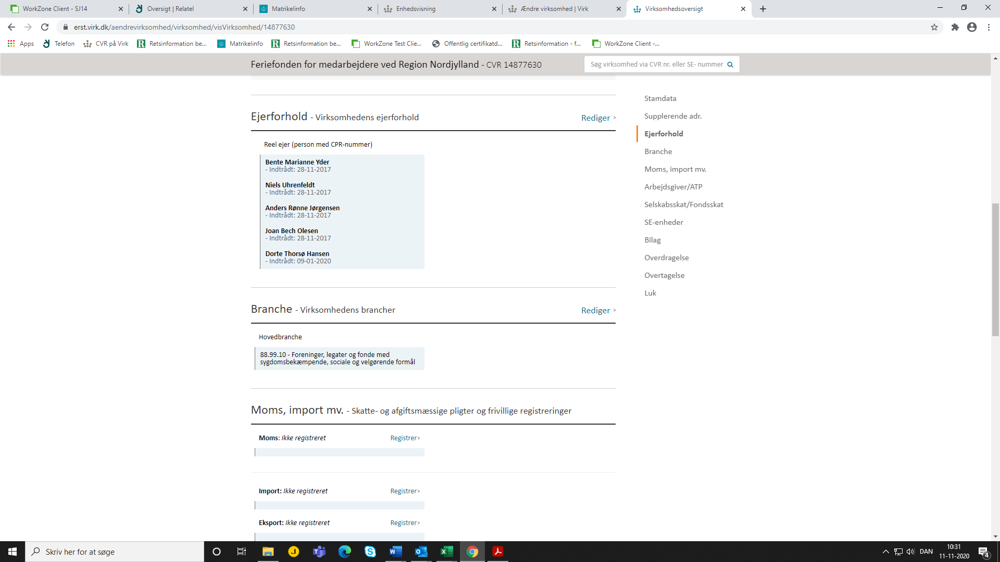 WorkZone Client - SJ14
Oversigt | Relatel
Matrikelinfo
Enhedsvisning
Ændre virksomhed | Virk
Virksomhedsoversigt
erst.virk.dk/aendrevirksomhed/virksomhed/visVirksomhed/14877630
Apps
Telefon
CVR på Virk
Retsinformation be...
Matrikelinfo
Retsinformation be...
WorkZone Test Clie...
Offentlig certifikatd...
Retsinformation - f...
WorkZone Client -...
Feriefonden for medarbejdere ved Region Nordjylland - CVR 14877630
Søg virksomhed via CVR nr. eller SE- nummer
Ejerforhold - Virksomhedens ejerforhold
Rediger ›
Reel ejer (person med CPR-nummer)
Bente Marianne Yder
- Indtrådt: 28-11-2017
Niels Uhrenfeldt
- Indtrådt: 28-11-2017
Anders Rønne Jørgensen
- Indtrådt: 28-11-2017
Joan Bech Olesen
- Indtrådt: 28-11-2017
Dorte Thorsø Hansen
- Indtrådt: 09-01-2020
Branche - Virksomhedens brancher
Rediger ›
Hovedbranche
88.99.10 - Foreninger, legater og fonde med
sygdomsbekæmpende, sociale og velgørende formål
Moms, import mv. - Skatte- og afgiftsmæssige pligter og frivillige registreringer
Moms: Ikke registreret
Registrer›
Import: Ikke registreret
Registrer›
Eksport: Ikke registreret
Registrer›
Stamdata
Supplerende adr.
Ejerforhold
Branche
Moms, import mv.
Arbejdsgiver/ATP
Selskabsskat/Fondsskat
SE-enheder
Bilag
Overdragelse
Overtagelse
Luk
Skriv her for at søge
DAN
10:31
11-11-2020
4